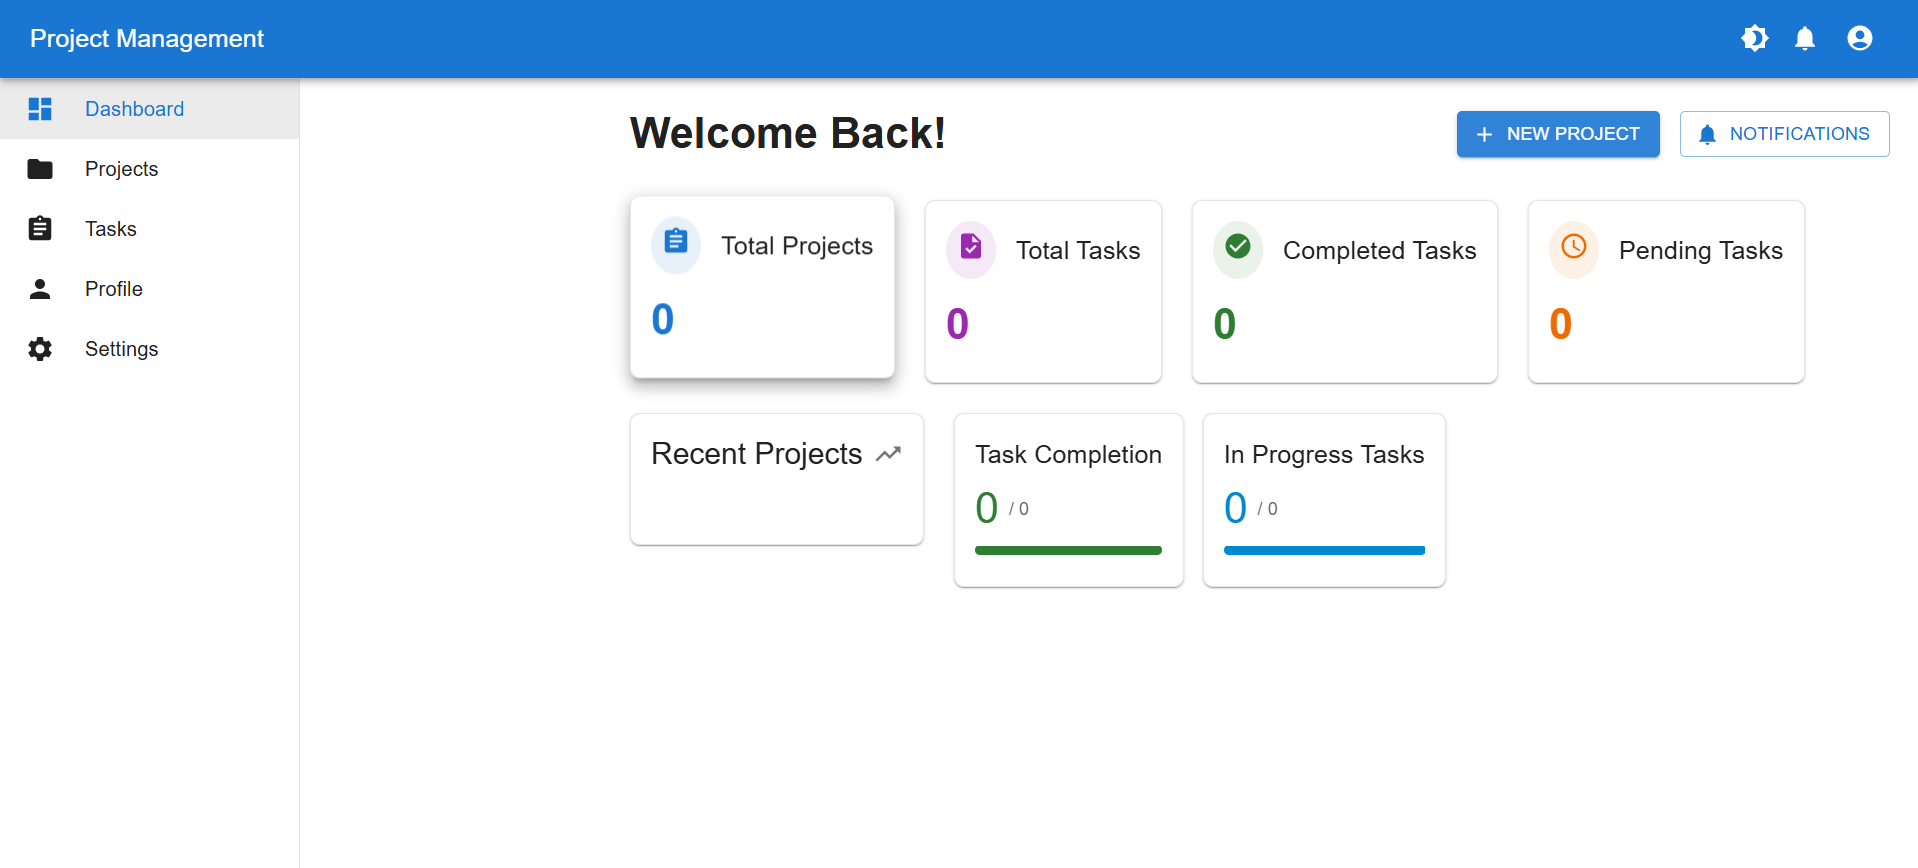 Project Management
Dashboard
Projects
Tasks
Profile
Settings
Welcome Back!
NEW PROJECT
NOTIFICATIONS
Total Projects
0
Total Tasks
0
Completed Tasks
0
Pending Tasks
0
Recent Projects
Task Completion
0 / 0
In Progress Tasks
0 / 0